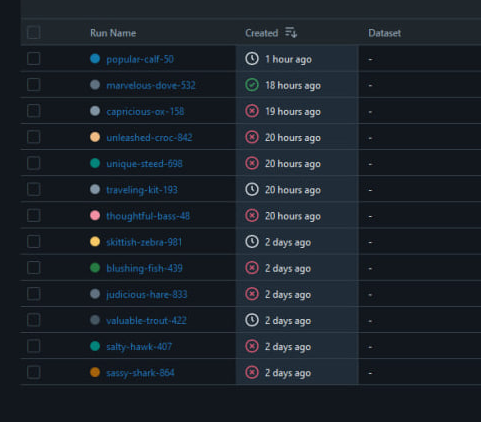 Run Name Created Dataset
popular-calf-50 1 hour ago -
marvelous-dove-532 18 hours ago -
capricious-ox-158 19 hours ago -
unleashed-croc-842 20 hours ago -
unique-steed-698 20 hours ago -
traveling-kit-193 20 hours ago -
thoughtful-bass-48 20 hours ago -
skittish-zebra-981 2 days ago -
blushing-fish-439 2 days ago -
judicious-hare-833 2 days ago -
valuable-trout-422 2 days ago -
salty-hawk-407 2 days ago -
sassy-shark-864 2 days ago -